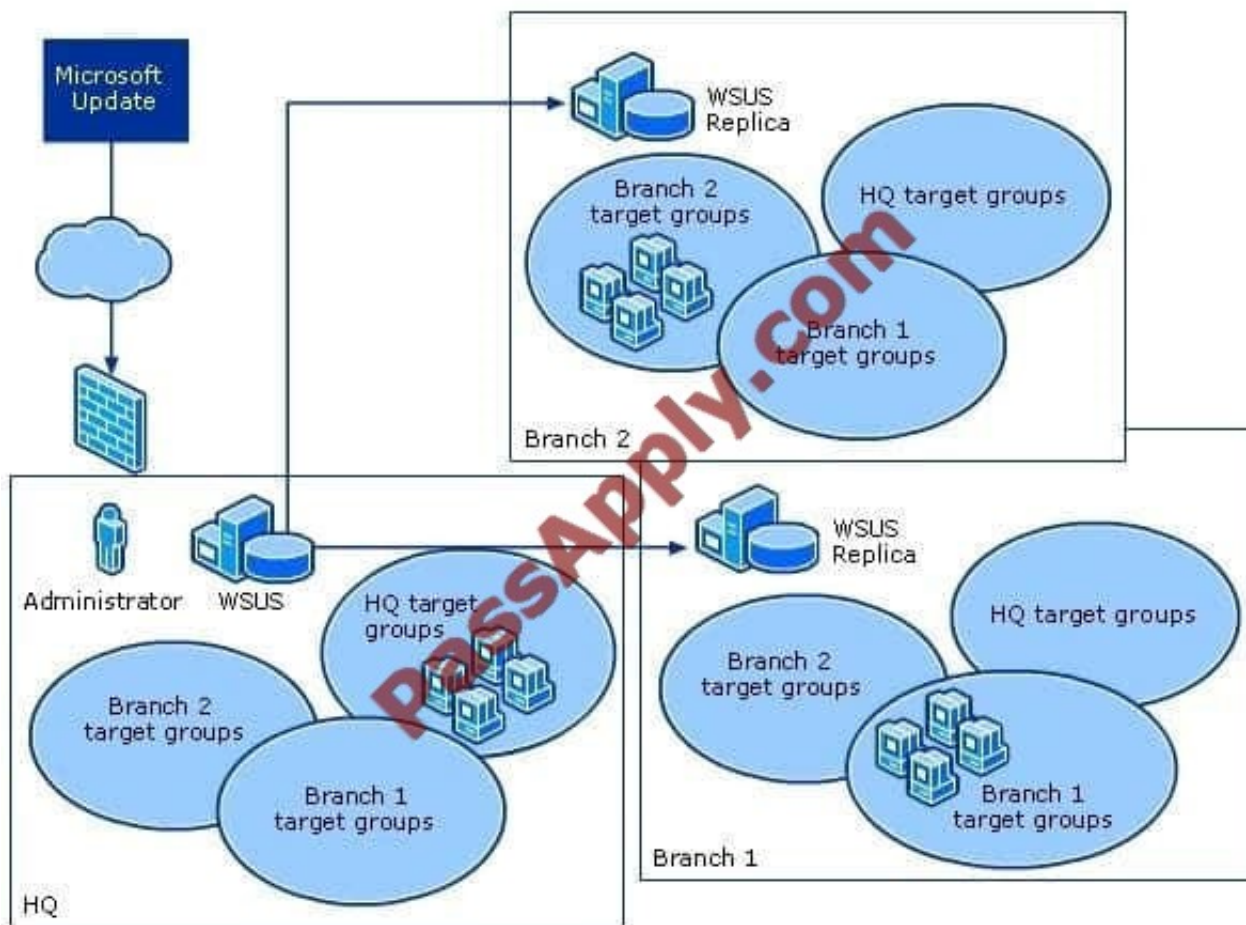 Microsoft
Update
WSUS
Replica
Branch 2
target groups
HQ target groups
Branch 1
target groups
Branch 2
PassApply.com
Administrator
WSUS
HQ target
groups
Branch 2
target groups
Branch 1
target groups
HQ
WSUS
Replica
HQ target groups
Branch 2
target groups
Branch 1
target groups
Branch 1